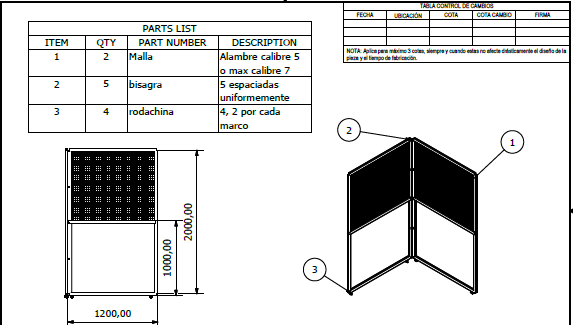 PARTS LIST
ITEM QTY PART NUMBER DESCRIPTION
1 2 Malla Alambre calibre 5
o max calibre 7
2 5 bisagra 5 espaciadas
uniformemente
3 4 rodachina 4, 2 por cada
marco
TABLA CONTROL DE CAMBIOS
FECHA UBICACIÓN COTA COTA CAMBIO FIRMA
NOTA: Aplica para máximo 3 cotas, siempre y cuando estas no afecte drásticamente el diseño de la
pieza y el tiempo de fabricación.
2000,00
1000,00
1200,00
2
1
3